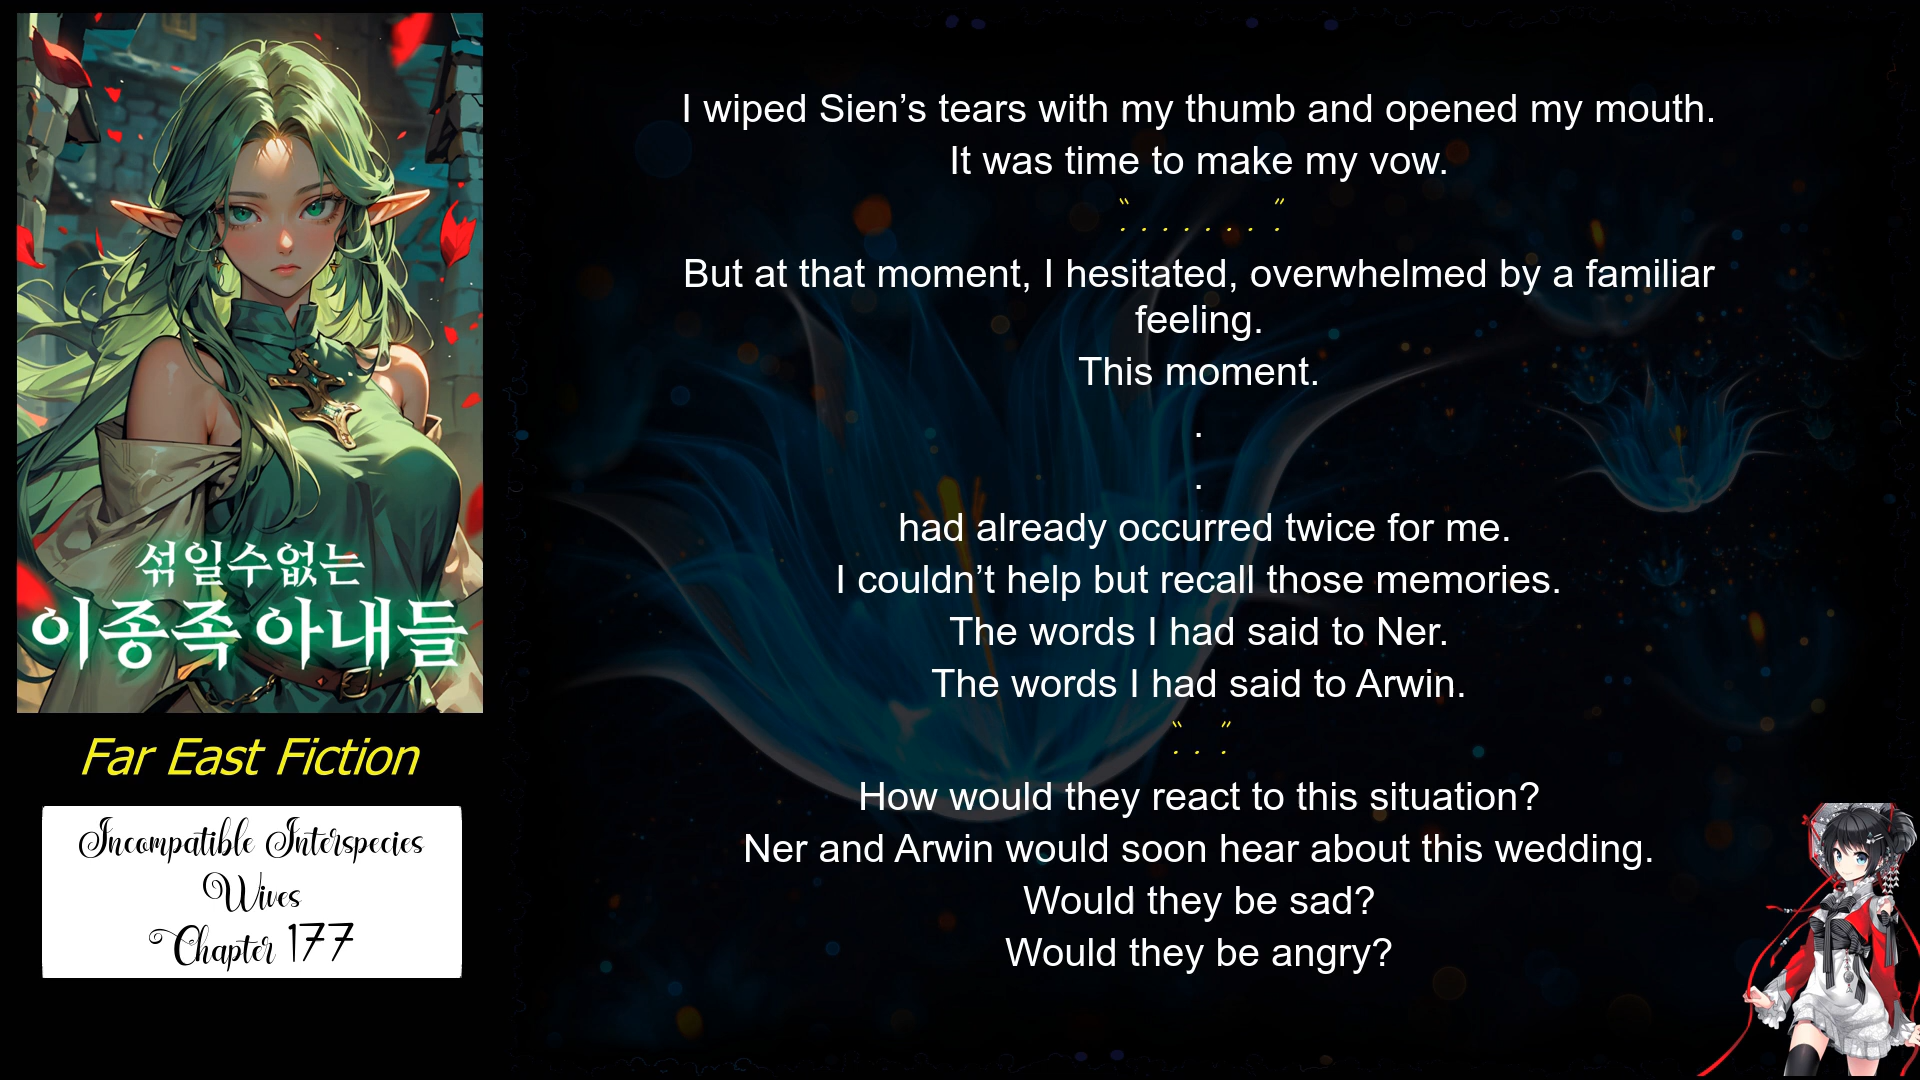 섞일수없는
이종족 아내들
Far East Fiction
Incompatible Interspecies
Wives
Chapter 177
I wiped Sien’s tears with my thumb and opened my mouth.
It was time to make my vow.
“. . . . . . . .”
But at that moment, I hesitated, overwhelmed by a familiar
feeling.
This moment.
.
.
had already occurred twice for me.
I couldn’t help but recall those memories.
The words I had said to Ner.
The words I had said to Arwin.
“. . .”
How would they react to this situation?
Ner and Arwin would soon hear about this wedding.
Would they be sad?
Would they be angry?